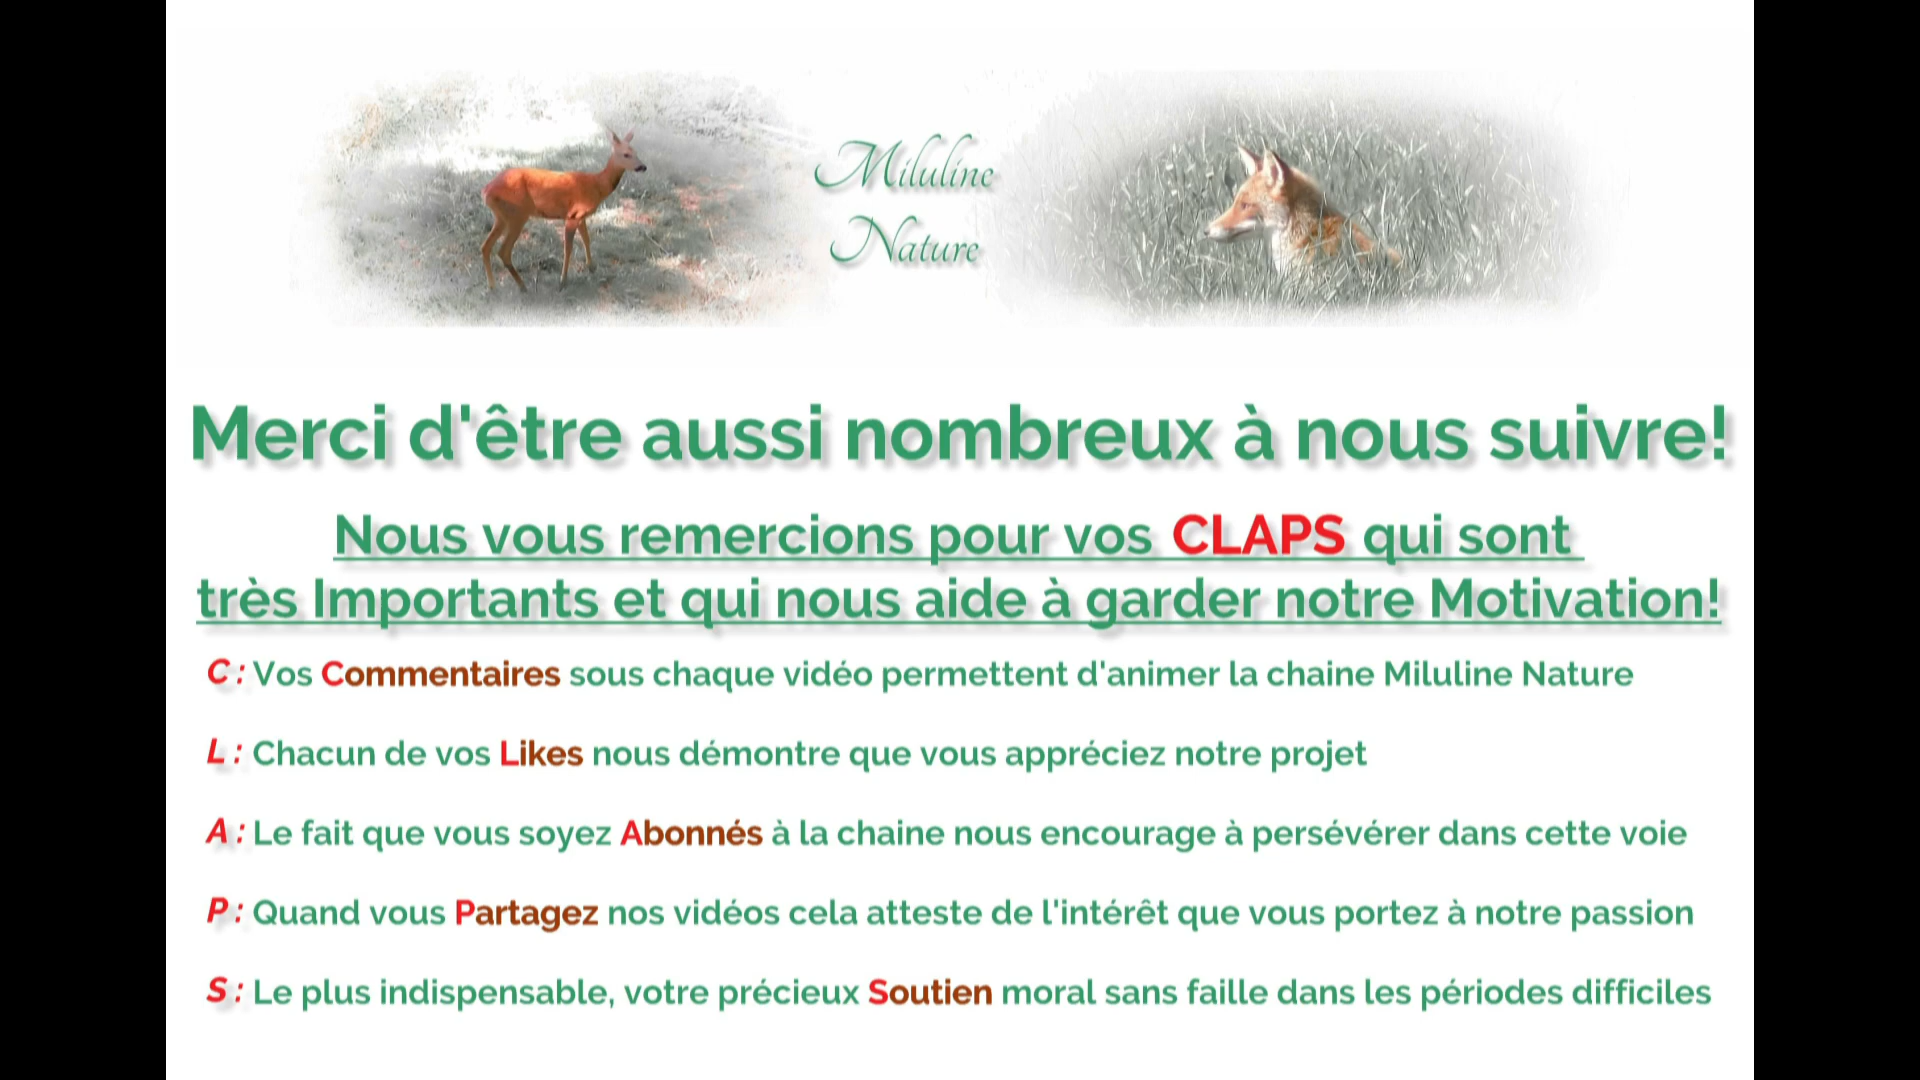 Miluline
Nature
Merci d'être aussi nombreux à nous suivre!
Nous vous remercions pour vos CLAPS qui sont
très Importants et qui nous aide à garder notre Motivation!
C : Vos Commentaires sous chaque vidéo permettent d'animer la chaine Miluline Nature
L : Chacun de vos Likes nous démontre que vous appréciez notre projet
A : Le fait que vous soyez Abonnés à la chaine nous encourage à persévérer dans cette voie
P : Quand vous Partagez nos vidéos cela atteste de l'intérêt que vous portez à notre passion
S : Le plus indispensable, votre précieux Soutien moral sans faille dans les périodes difficiles